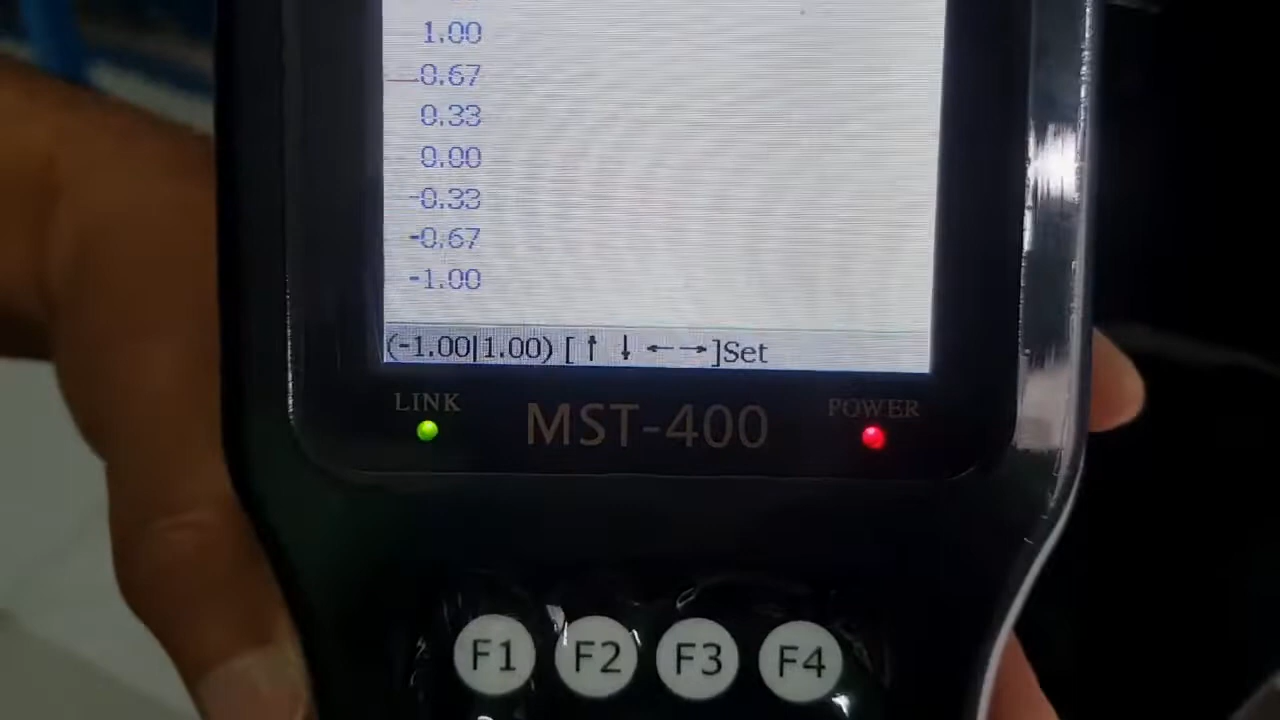 1.00
0.67
0.33
0.00
-0.33
-0.67
-1.00
(-1.00|1.00) [↑ ↓ ←→]Set
LINK
MST-400
POWER
F1 F2 F3 F4